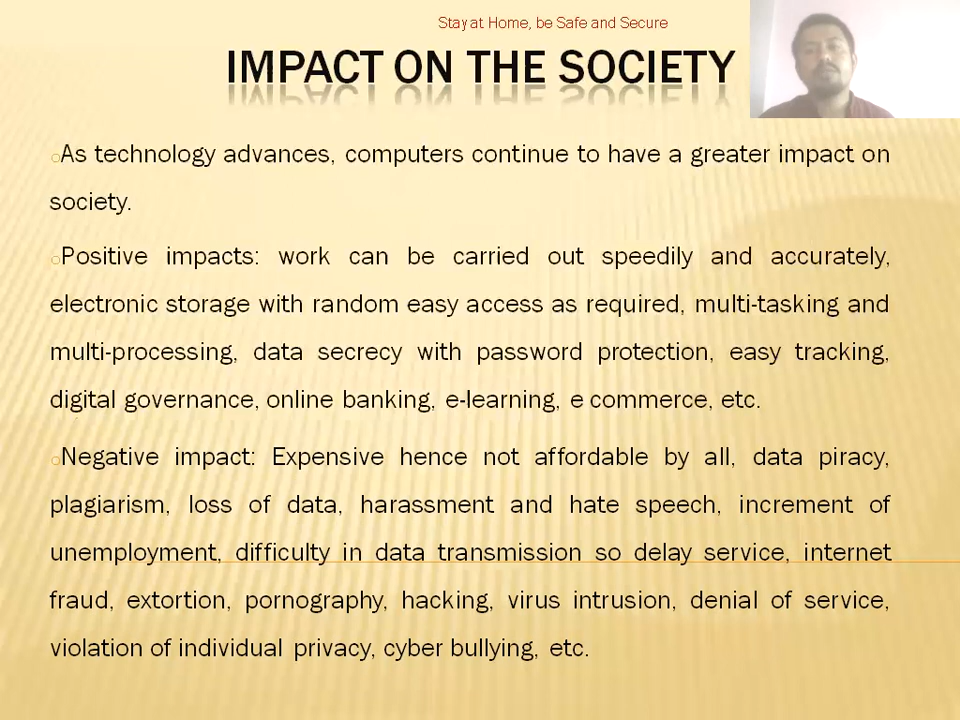 Stay at Home, be Safe and Secure
IMPACT ON THE SOCIETY
As technology advances, computers continue to have a greater impact on
society.
Positive impacts: work can be carried out speedily and accurately,
electronic storage with random easy access as required, multi-tasking and
multi-processing, data secrecy with password protection, easy tracking,
digital governance, online banking, e-learning, e commerce, etc.
Negative impact: Expensive hence not affordable by all, data piracy,
plagiarism, loss of data, harassment and hate speech, increment of
unemployment, difficulty in data transmission so delay service, internet
fraud, extortion, pornography, hacking, virus intrusion, denial of service,
violation of individual privacy, cyber bullying, etc.